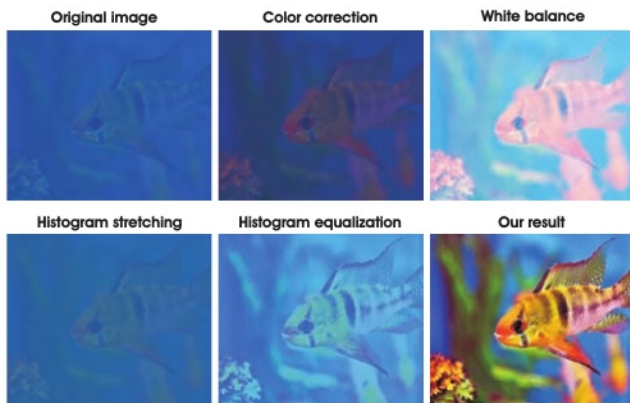 Original image
Color correction
White balance
Histogram stretching
Histogram equalization
Our result